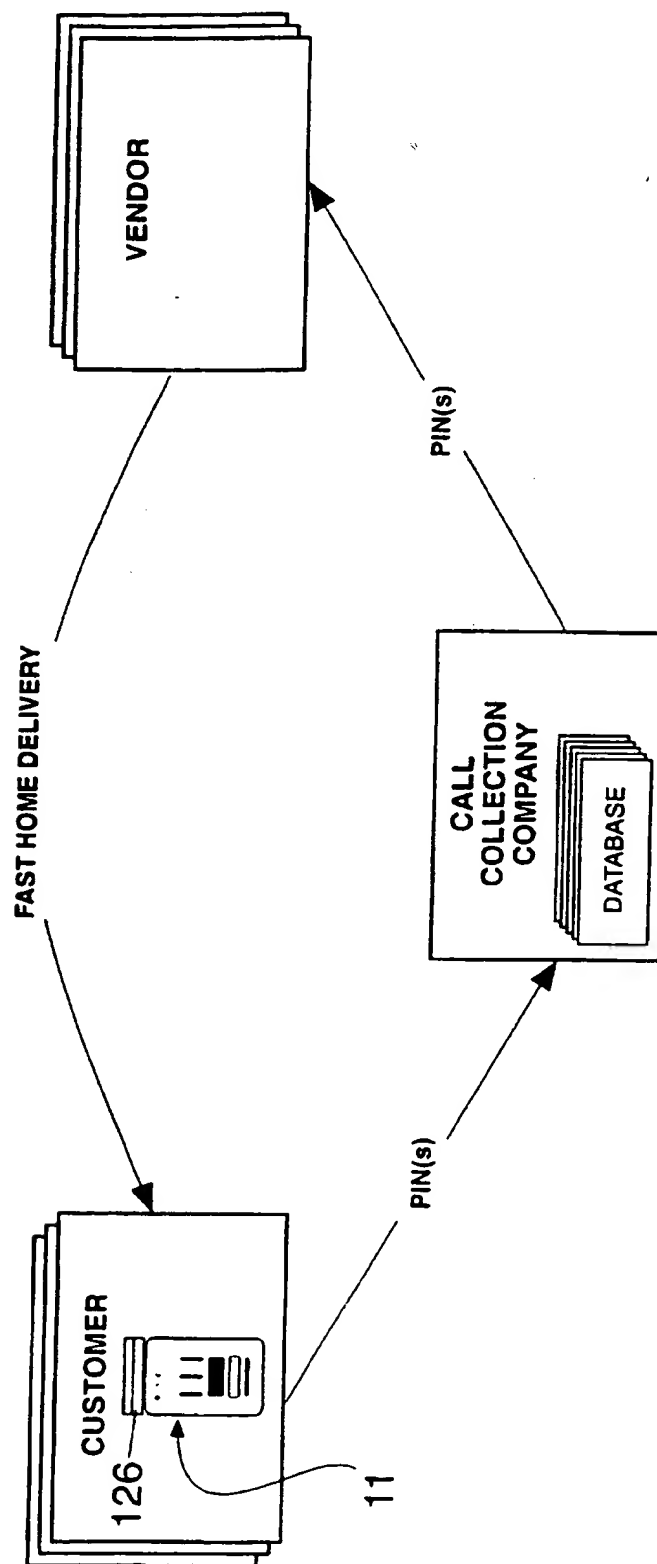 FAST HOME DELIVERY
CUSTOMER
126
11
VENDOR
PIN(s)
PIN(s)
CALL
COLLECTION
COMPANY
DATABASE